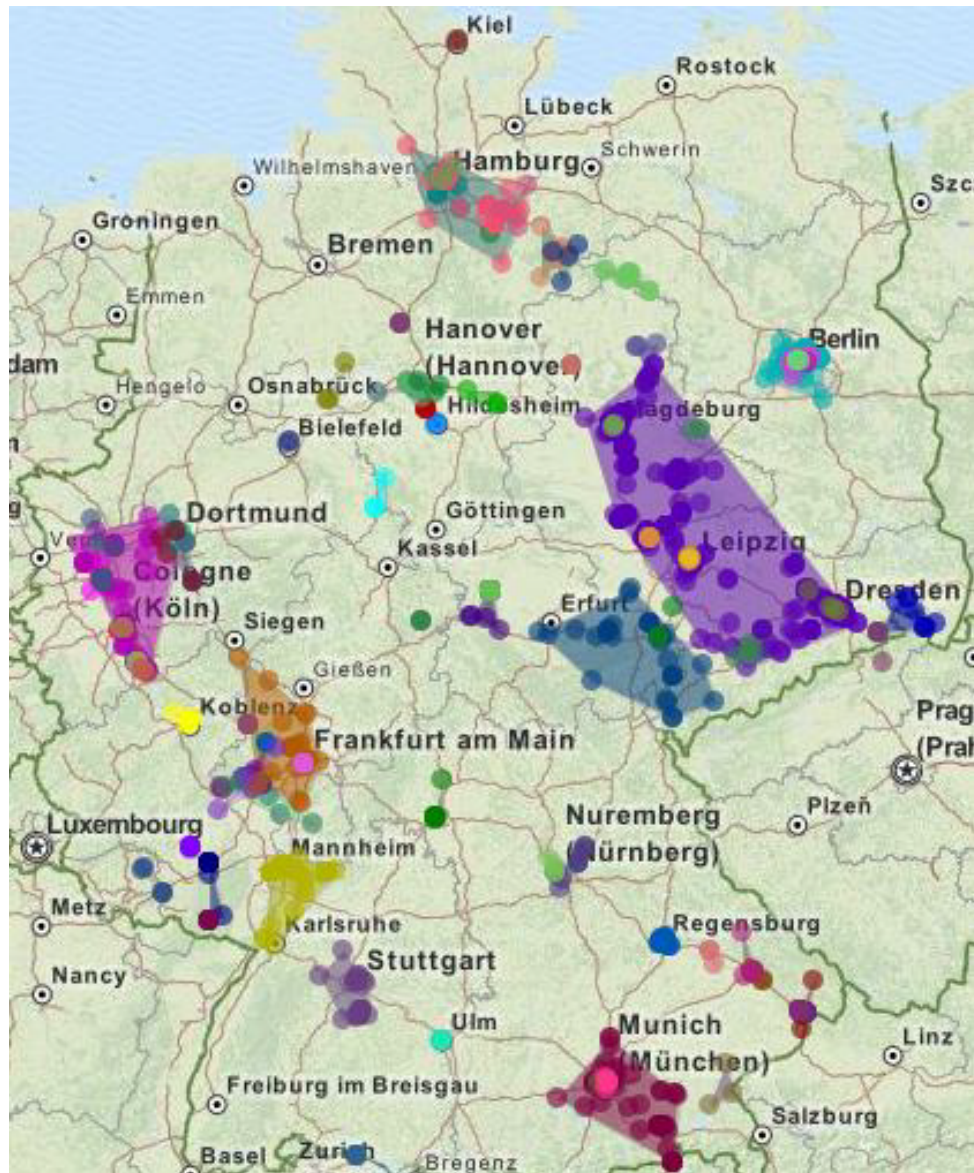 Kiel
Rostock
Lübeck
Wilhelmshaven
Hamburg
Schwerin
Groningen
Bremen
Emmen
Hanover
(Hannover)
Berlin
dam
Hengelo
Osnabrück
Hildesheim
Magdeburg
Bielefeld
Dortmund
Göttingen
Kassel
Leipzig
Cologne
(Köln)
Dresden
Erfurt
Siegen
Gießen
Koblenz
Frankfurt am Main
Prag
(Prah
Luxembourg
Mannheim
Nuremberg
(Nürnberg)
Plzeň
Metz
Karlsruhe
Regensburg
Nancy
Stuttgart
Ulm
Munich
(München)
Linz
Freiburg im Breisgau
Salzburg
Basel
Zurich
Bregenz